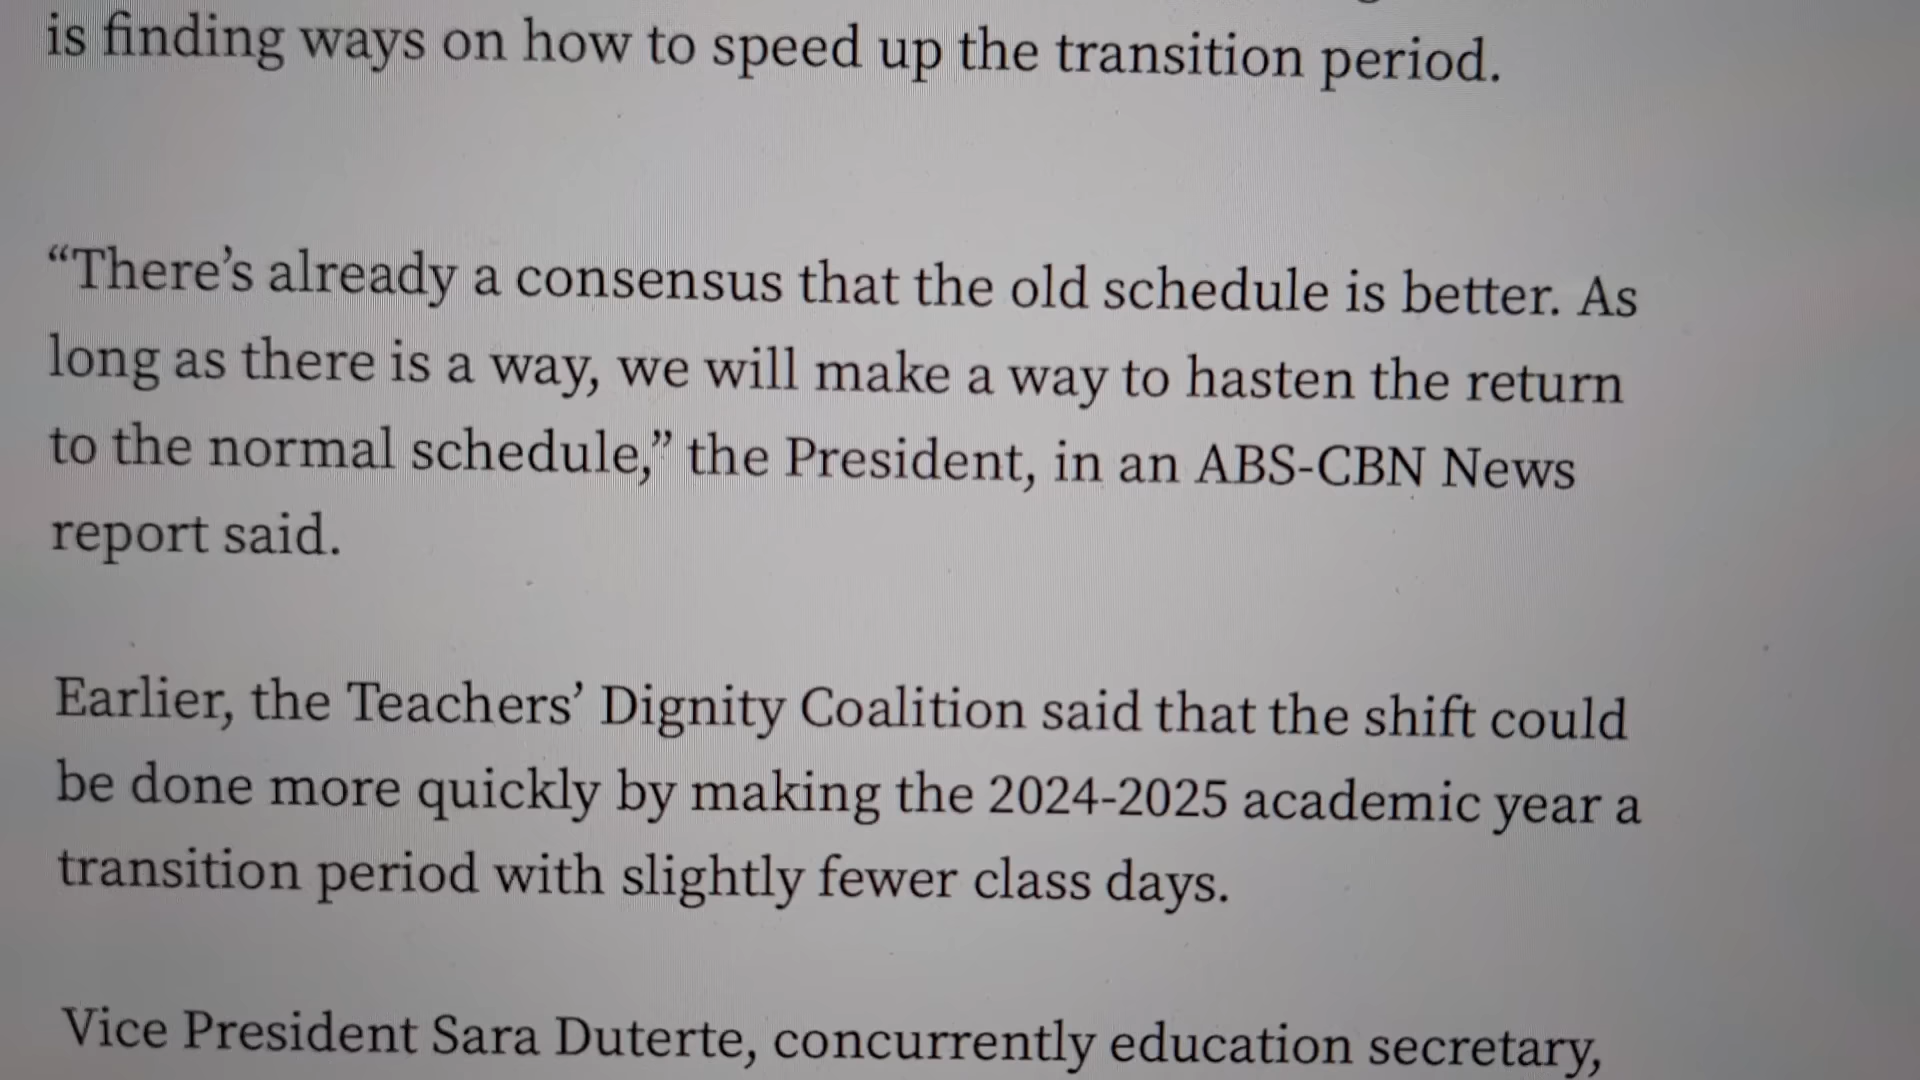 is finding ways on how to speed up the transition period.
“There’s already a consensus that the old schedule is better. As
long as there is a way, we will make a way to hasten the return
to the normal schedule,” the President, in an ABS-CBN News
report said.
Earlier, the Teachers’ Dignity Coalition said that the shift could
be done more quickly by making the 2024-2025 academic year a
transition period with slightly fewer class days.
Vice President Sara Duterte, concurrently education secretary,